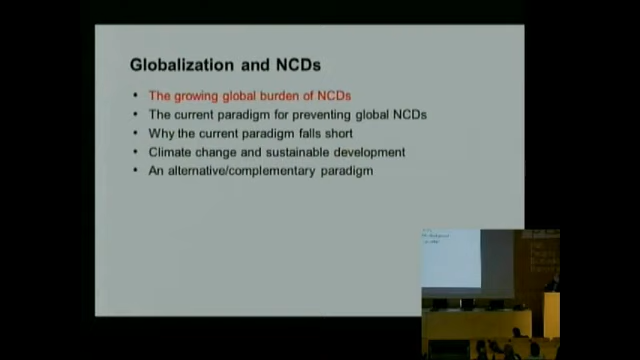 Globalization and NCDs
• The growing global burden of NCDs
• The current paradigm for preventing global NCDs
• Why the current paradigm falls short
• Climate change and sustainable development
• An alternative/complementary paradigm